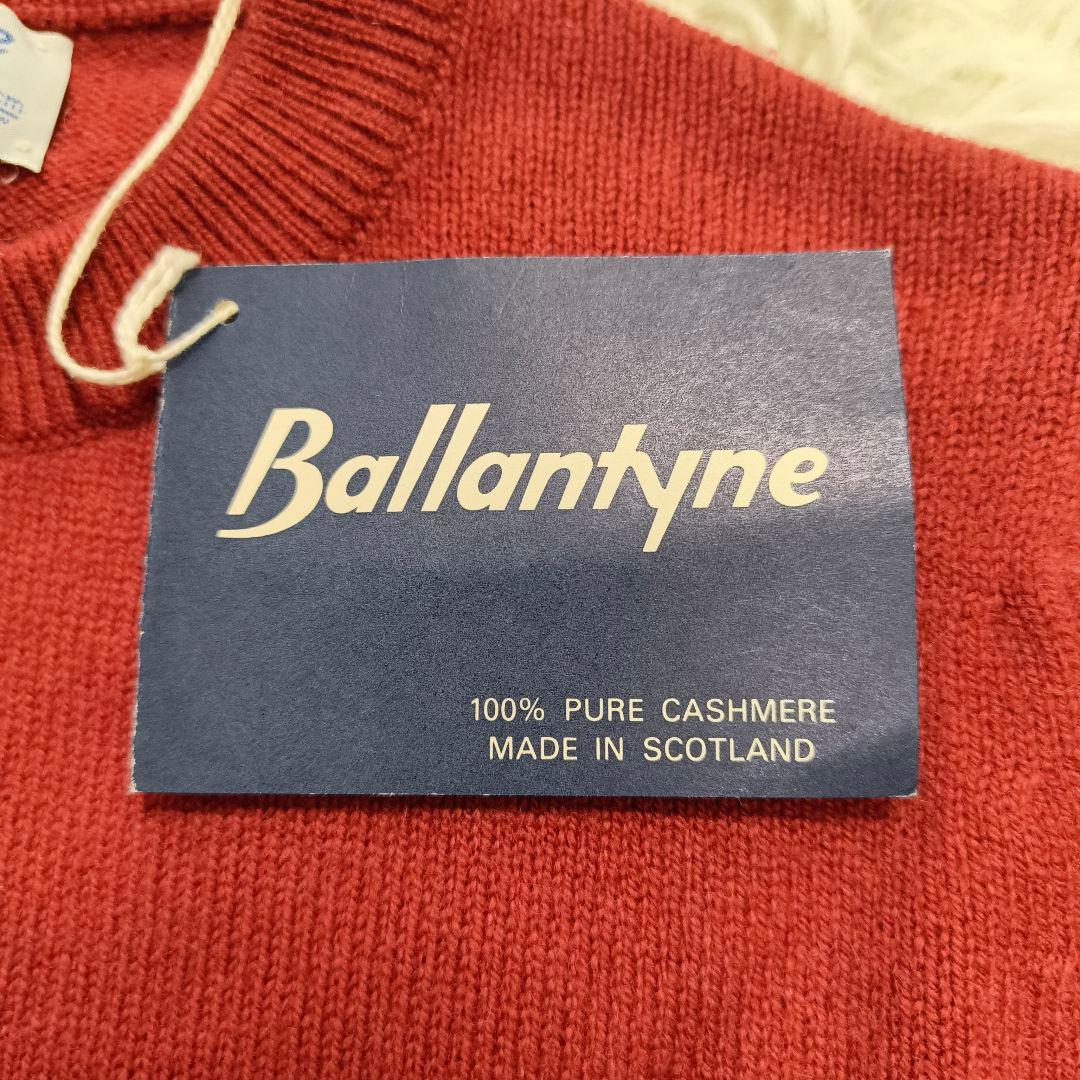 Ballantyne
100% PURE CASHMERE
MADE IN SCOTLAND